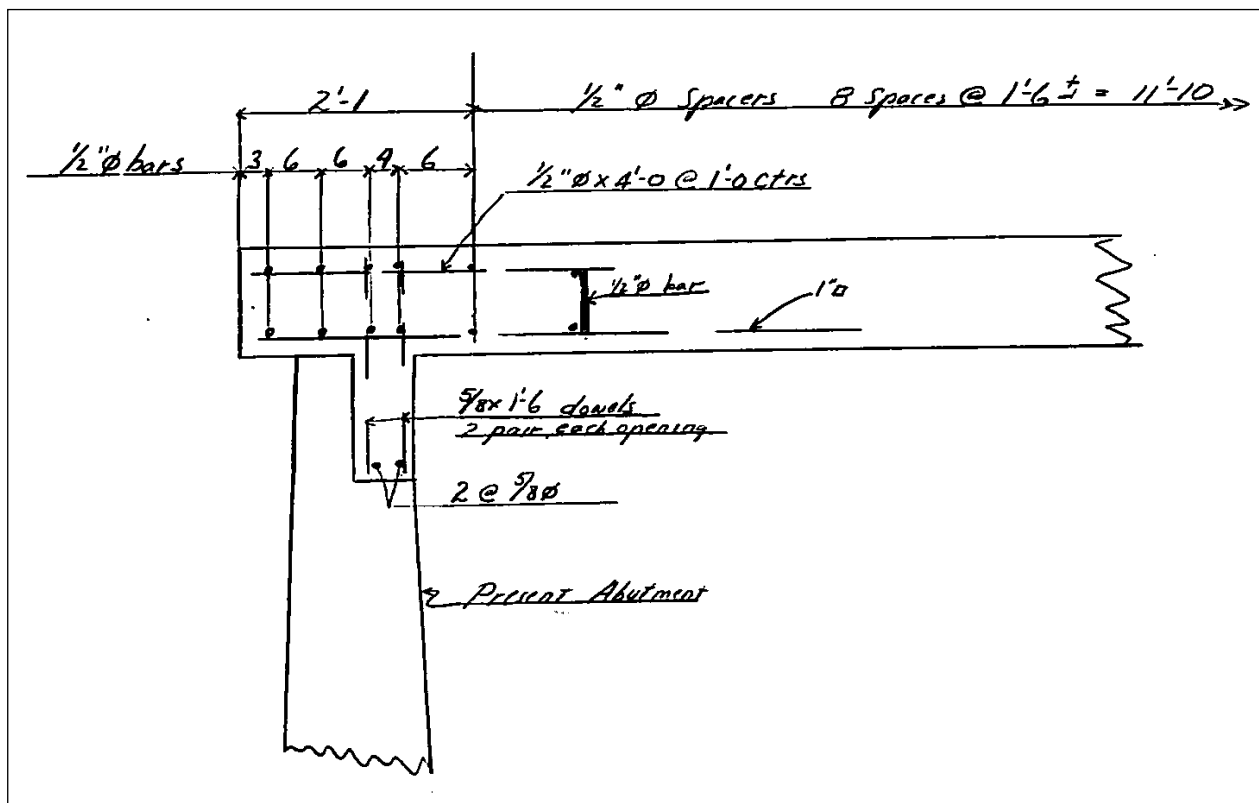 2'-1
1/2" Ø Spacers 8 Spaces @ 1'-6 ± = 11'-10
1/2" Ø bars
3 6 6 4 6
1/2" Ø x 4'-0 @ 1'-0 ctrs
1/2" Ø bar
1"□
5/8 x 1'-6 dowels
2 pair each opening
2 @ 5/8 Ø
Present Abutment